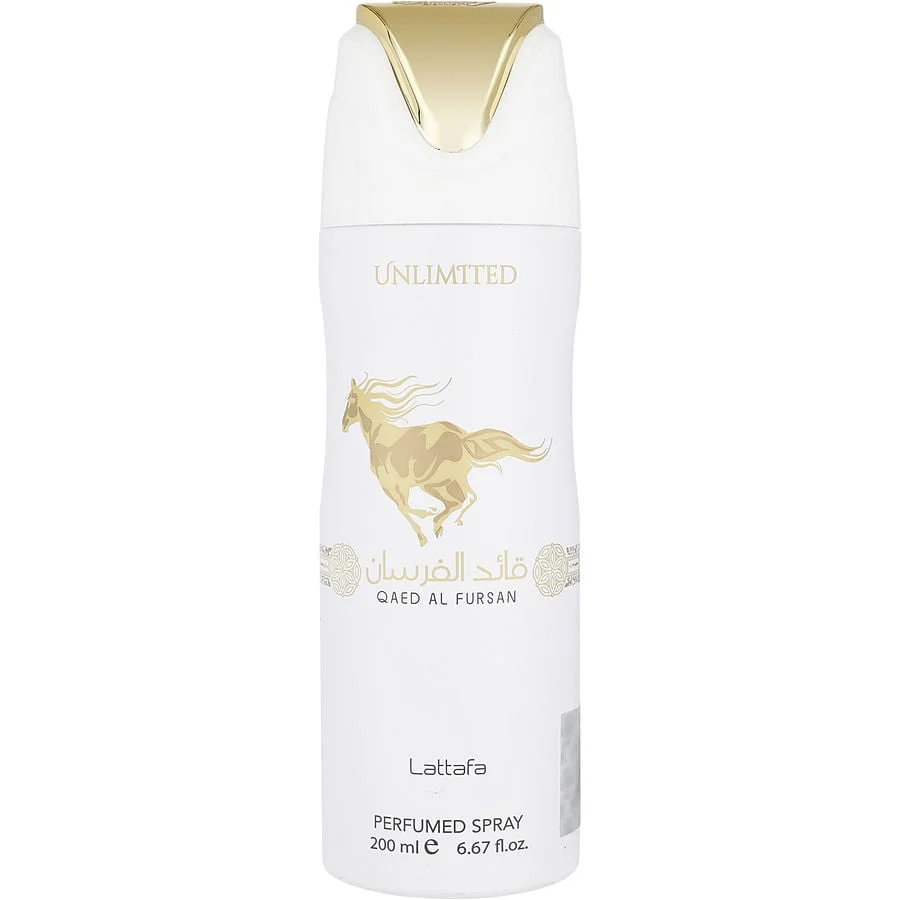 UNLIMITED
قائد الفرسان
QAED AL FURSAN
Lattafa
PERFUMED SPRAY
200 ml e 6.67 fl.oz.